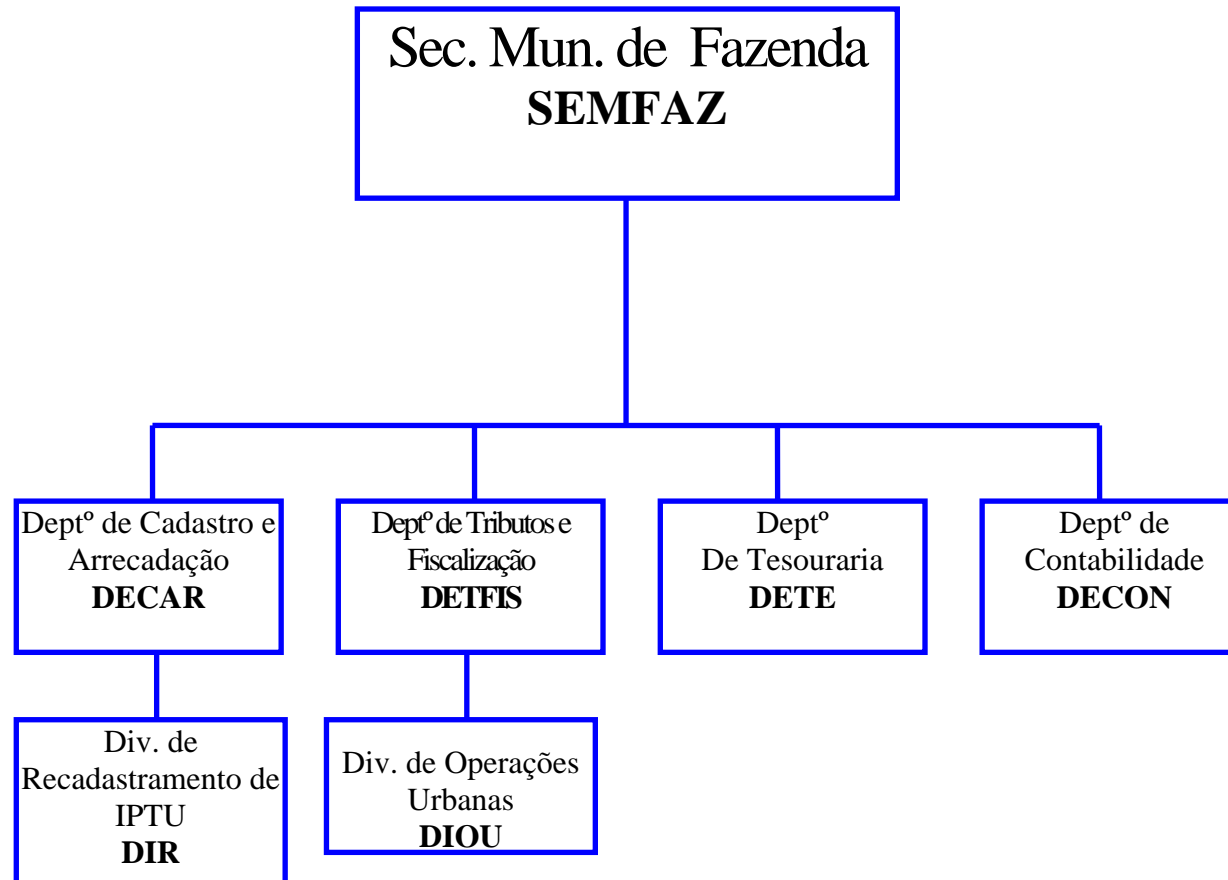 Sec. Mun. de Fazenda
SEMFAZ
Deptº de Cadastro e
Arrecadação
DECAR
Deptº de Tributos e
Fiscalização
DETFIS
Deptº
De Tesouraria
DETE
Deptº de
Contabilidade
DECON
Div. de
Recadastramento de
IPTU
DIR
Div. de Operações
Urbanas
DIOU